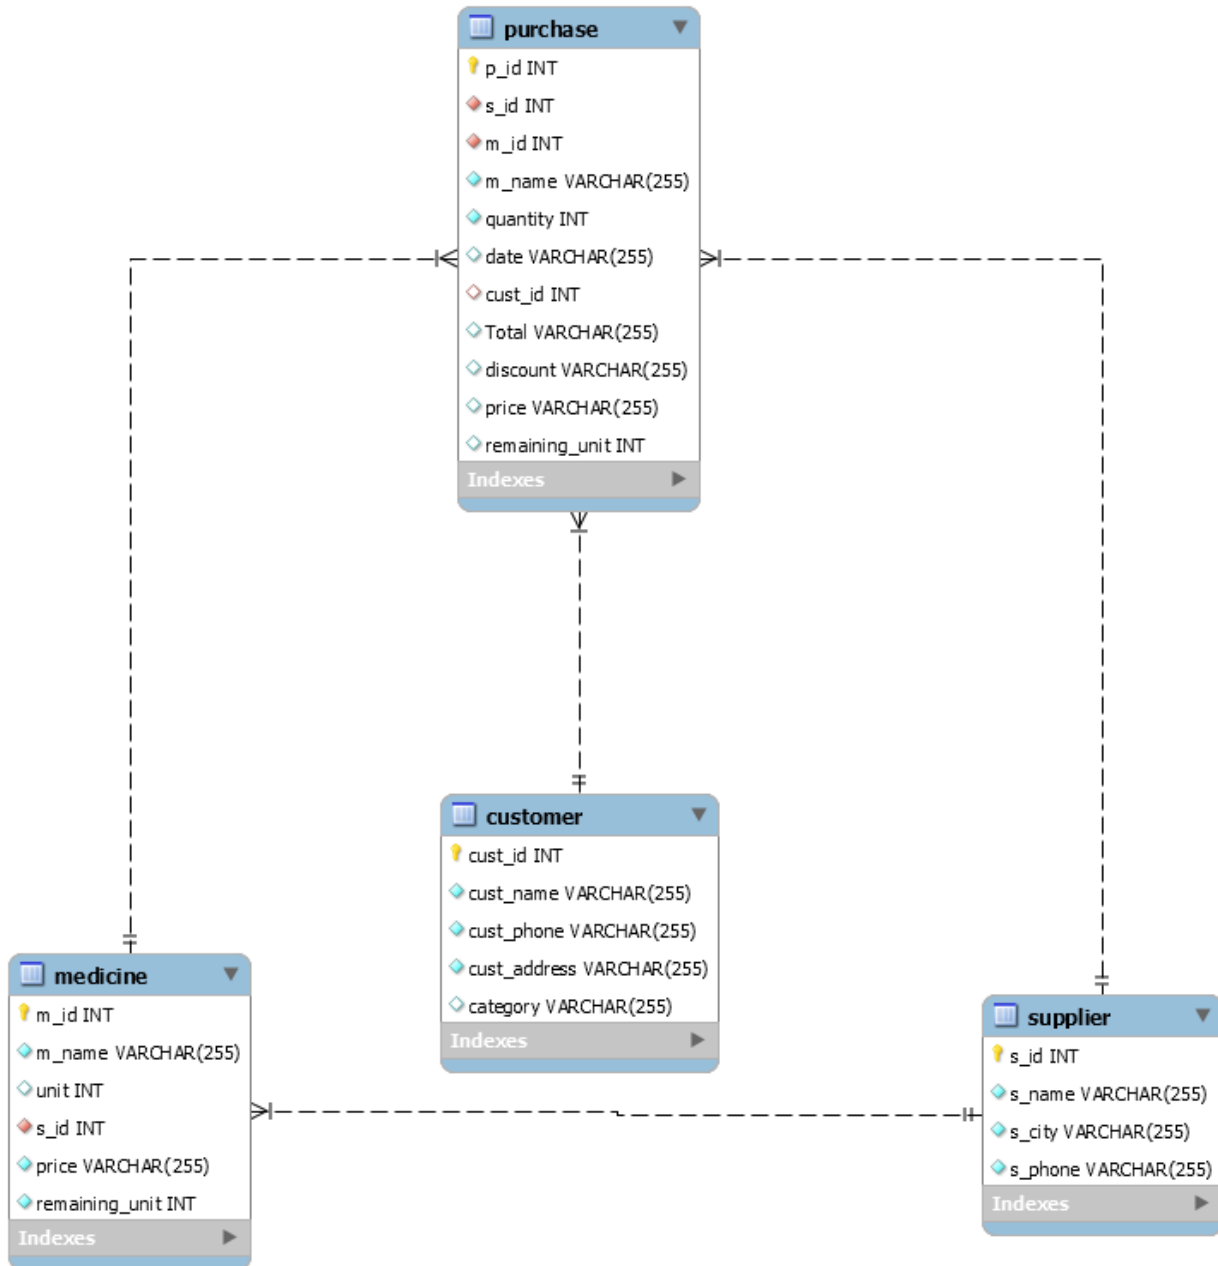 purchase
p_id INT
s_id INT
m_id INT
m_name VARCHAR(255)
quantity INT
date VARCHAR(255)
cust_id INT
Total VARCHAR(255)
discount VARCHAR(255)
price VARCHAR(255)
remaining_unit INT
Indexes
customer
cust_id INT
cust_name VARCHAR(255)
cust_phone VARCHAR(255)
cust_address VARCHAR(255)
category VARCHAR(255)
Indexes
medicine
m_id INT
m_name VARCHAR(255)
unit INT
s_id INT
price VARCHAR(255)
remaining_unit INT
Indexes
supplier
s_id INT
s_name VARCHAR(255)
s_city VARCHAR(255)
s_phone VARCHAR(255)
Indexes